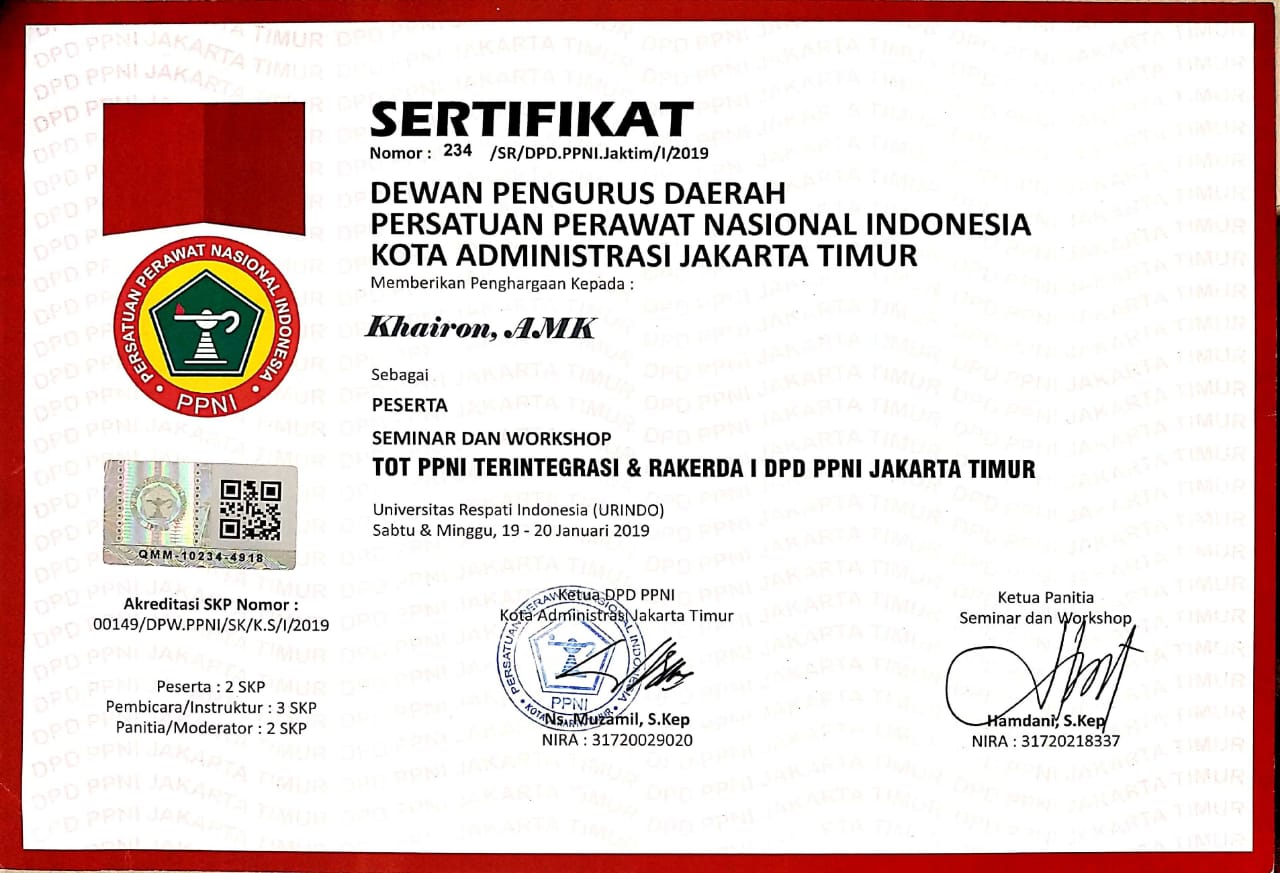 SERTIFIKAT
Nomor : 234 /SR/DPD.PPNI.Jaktim/I/2019
DEWAN PENGURUS DAERAH
PERSATUAN PERAWAT NASIONAL INDONESIA
KOTA ADMINISTRASI JAKARTA TIMUR
Memberikan Penghargaan Kepada :
Khairon, AMK
Sebagai
PESERTA
SEMINAR DAN WORKSHOP
TOT PPNI TERINTEGRASI & RAKERDA I DPD PPNI JAKARTA TIMUR
Universitas Respati Indonesia (URINDO)
Sabtu & Minggu, 19 - 20 Januari 2019
PERSATUAN PERAWAT NASIONAL INDONESIA
PPNI
QMM-10234-4918
Akreditasi SKP Nomor :
00149/DPW.PPNI/SK/K.S/I/2019
Peserta : 2 SKP
Pembicara/Instruktur : 3 SKP
Panitia/Moderator : 2 SKP
Ketua DPD PPNI
Kota Administrasi Jakarta Timur
PERSATUAN PERAWAT NASIONAL INDONESIA
PPNI
Ns. Muzamil, S.Kep
NIRA : 31720029020
Ketua Panitia
Seminar dan Workshop
Hamdani, S.Kep
NIRA : 31720218337
DPD PPNI JAKARTA TIMUR